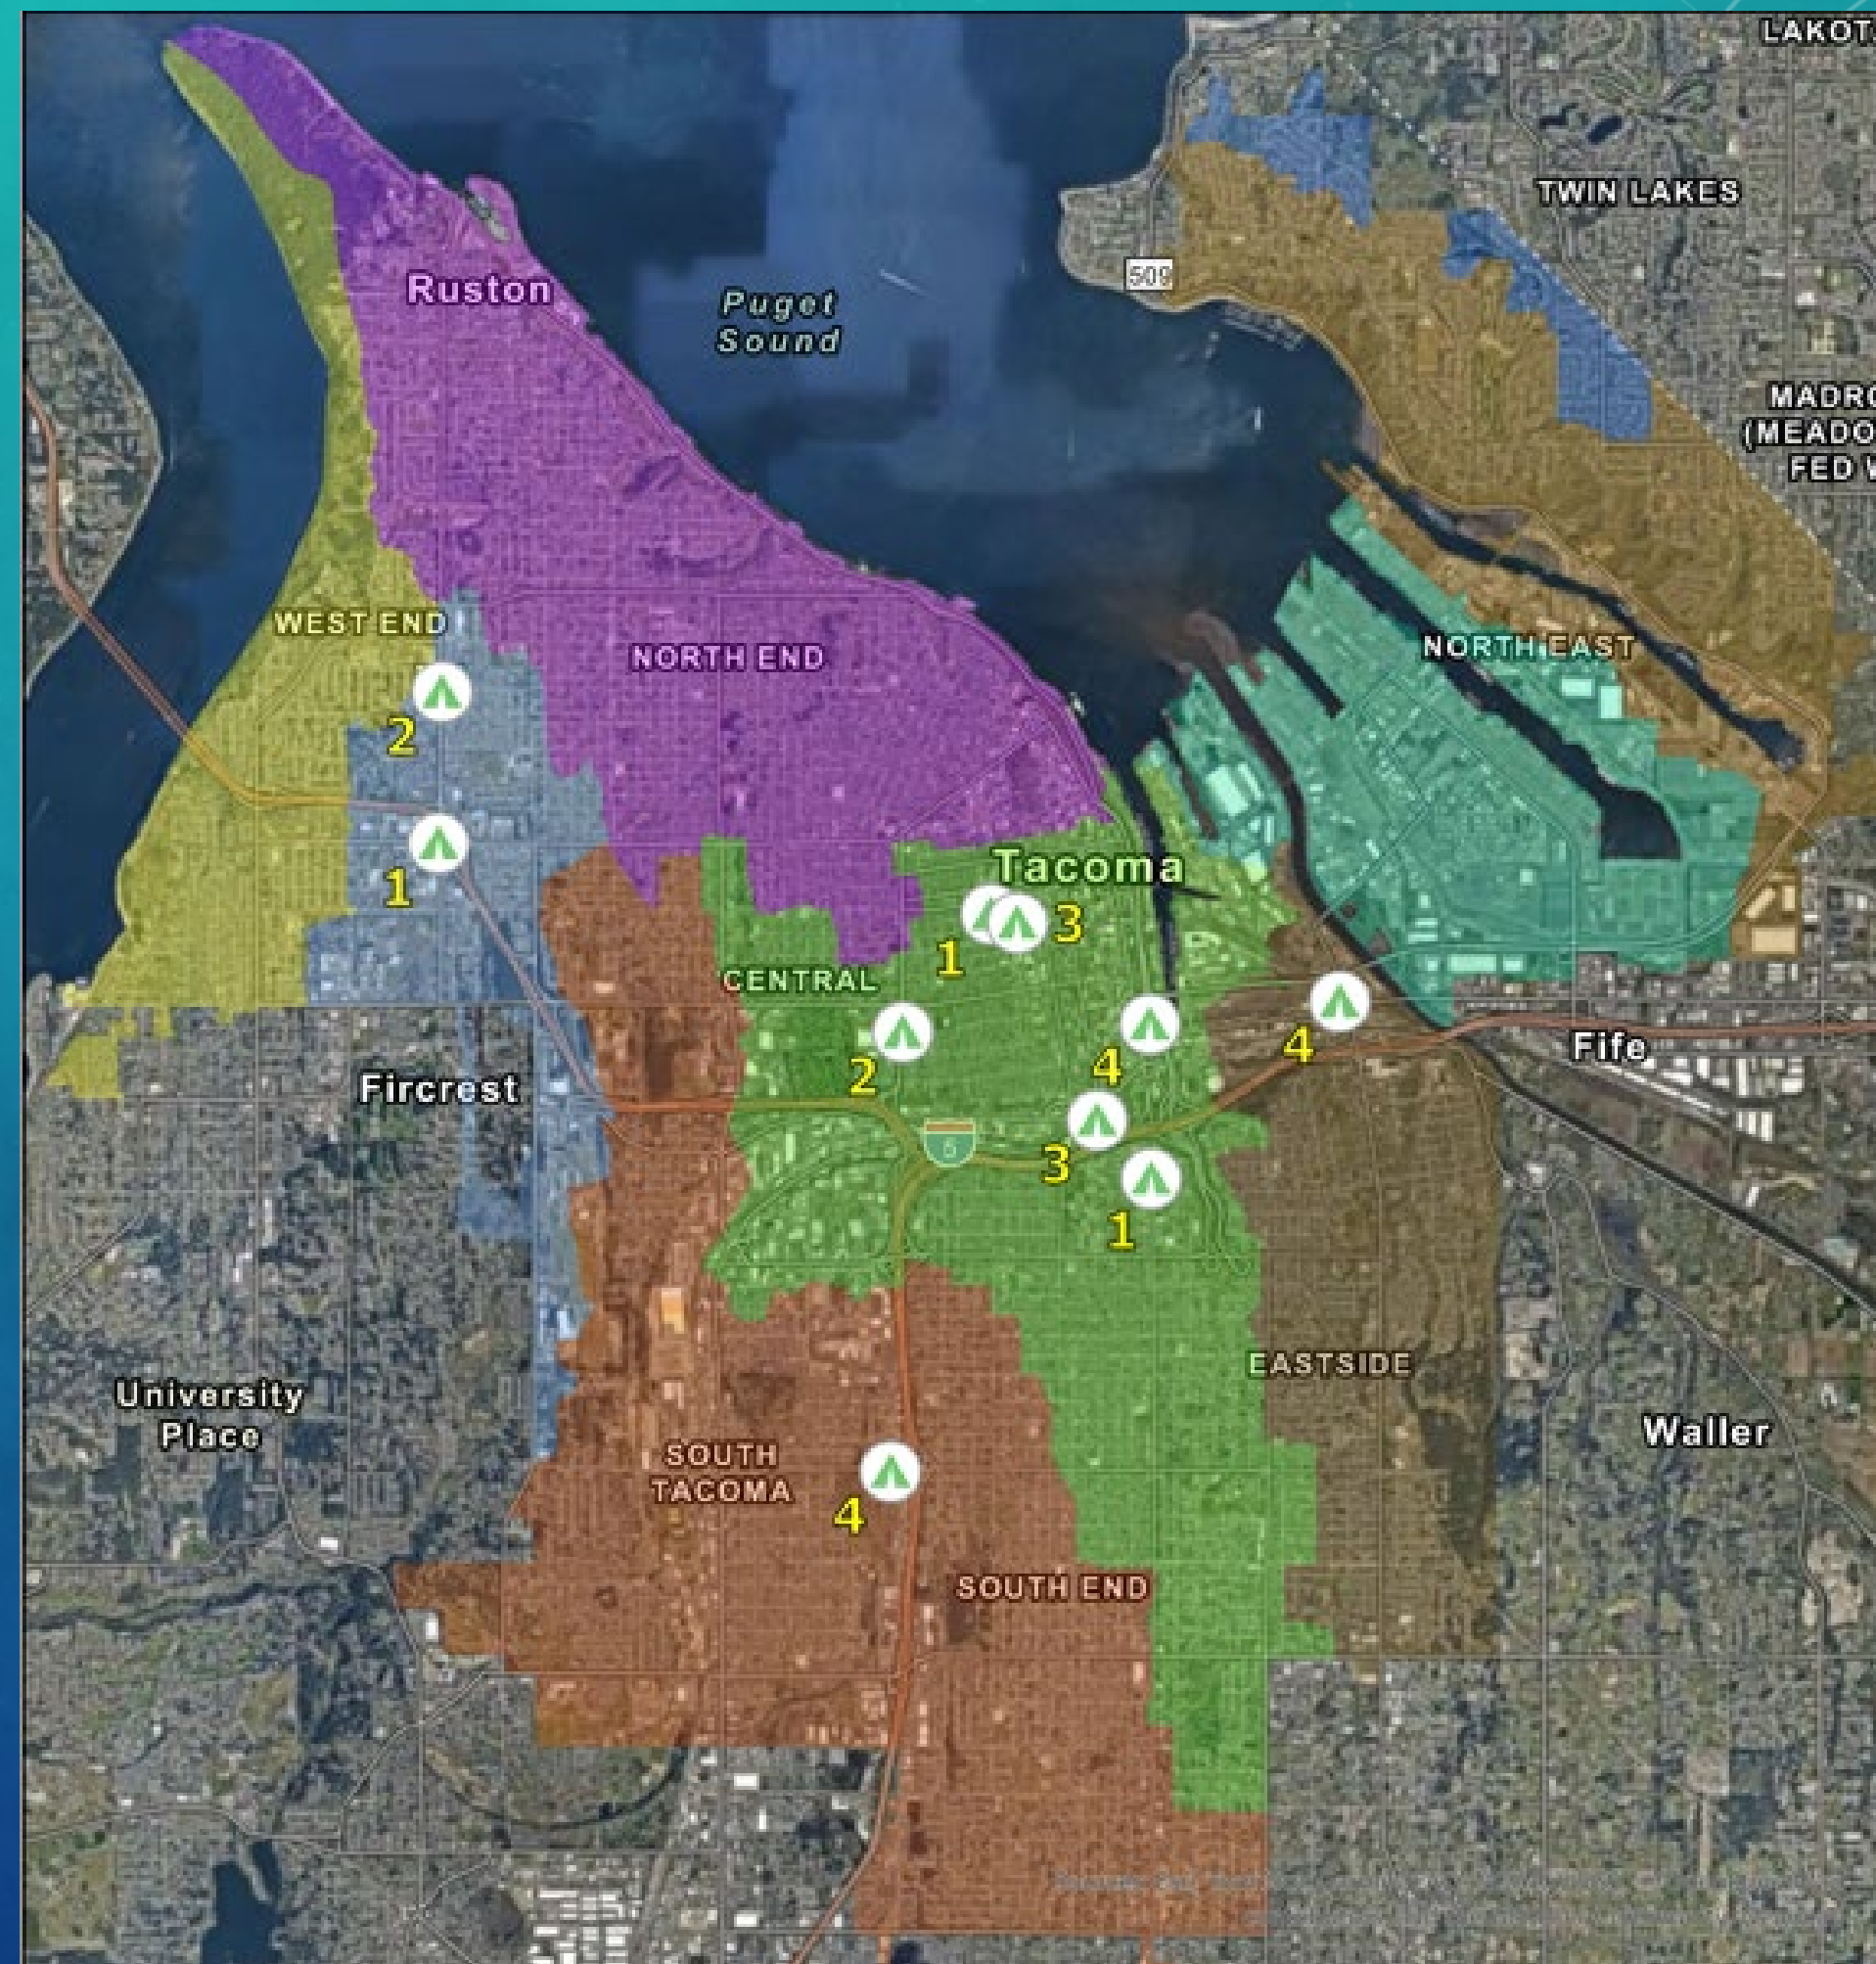 LAKOT
TWIN LAKES
509
Ruston
Puget
Sound
MADRO
(MEADO
FED W
WEST END
NORTH END
NORTH EAST
2
1
Tacoma
3
1
CENTRAL
2
4
4
Fife
Fircrest
5
3
1
EASTSIDE
University
Place
Waller
SOUTH
TACOMA
4
SOUTH END